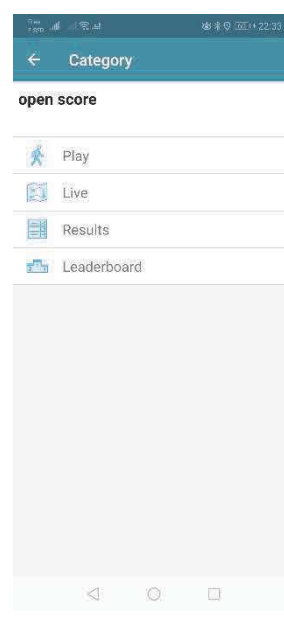 22:33
Category
open score
Play
Live
Results
Leaderboard